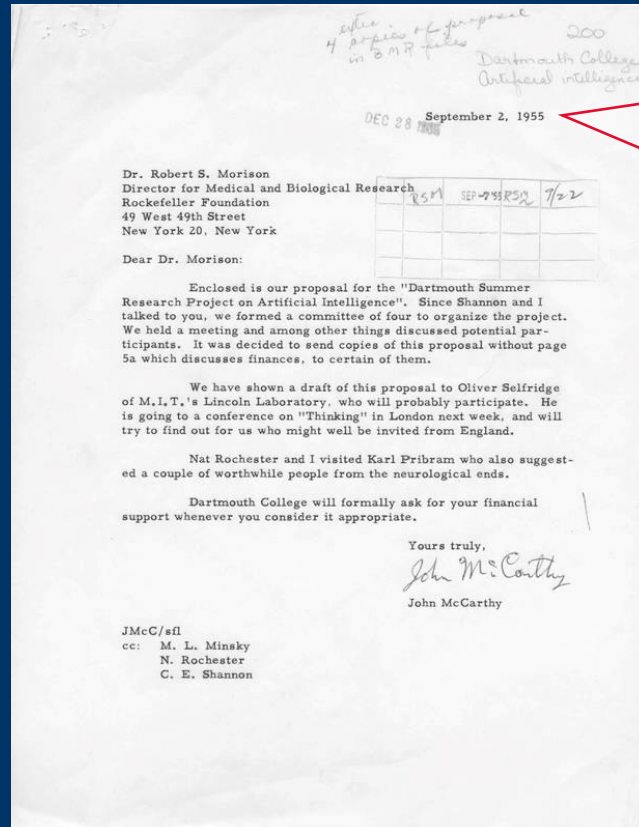 extra
4 copies of proposal
in BMR files
200
Dartmouth College
Artificial intelligence
September 2, 1955
DEC 28 1955
Dr. Robert S. Morison
Director for Medical and Biological Research
Rockefeller Foundation
49 West 49th Street
New York 20, New York
RSM SEP-7 55 RSM 9/22
Dear Dr. Morison:
Enclosed is our proposal for the "Dartmouth Summer
Research Project on Artificial Intelligence". Since Shannon and I
talked to you, we formed a committee of four to organize the project.
We held a meeting and among other things discussed potential par-
ticipants. It was decided to send copies of this proposal without page
5a which discusses finances, to certain of them.
We have shown a draft of this proposal to Oliver Selfridge
of M.I.T.'s Lincoln Laboratory, who will probably participate. He
is going to a conference on "Thinking" in London next week, and will
try to find out for us who might well be invited from England.
Nat Rochester and I visited Karl Pribram who also suggest-
ed a couple of worthwhile people from the neurological ends.
Dartmouth College will formally ask for your financial
support whenever you consider it appropriate.
Yours truly,
John McCarthy
John McCarthy
JMcC/sfl
cc: M. L. Minsky
N. Rochester
C. E. Shannon